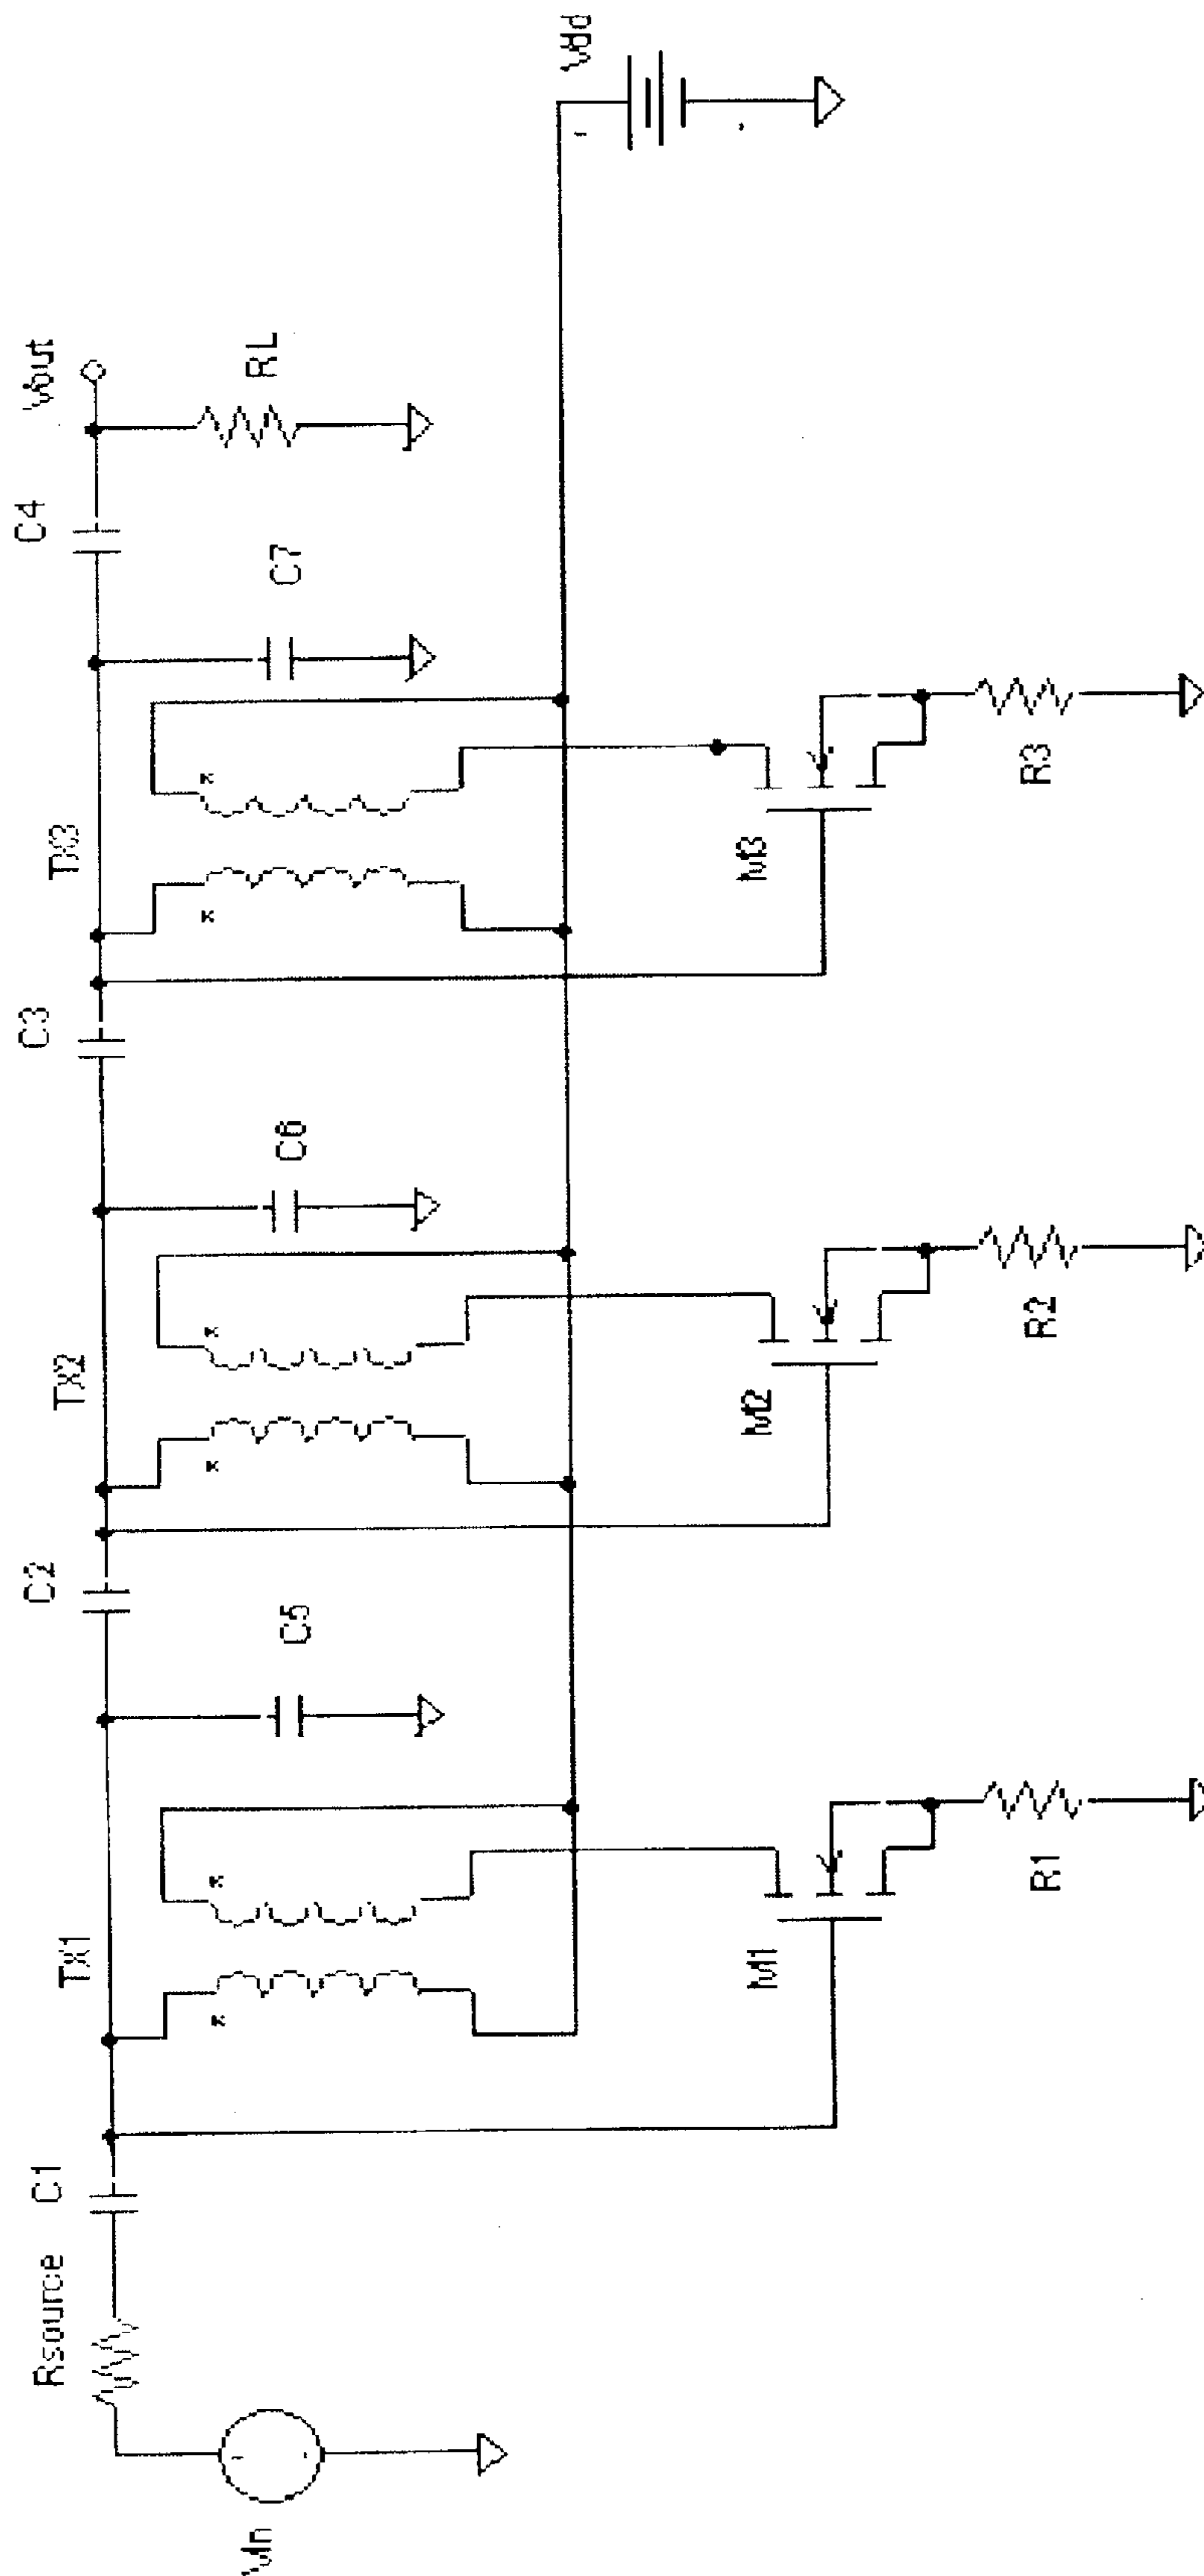 Vin
Rsource
C1
TX1
M1
R1
C5
C2
TX2
M2
R2
C6
C3
TX3
M3
R3
C7
C4
Vout
RL
Vdd